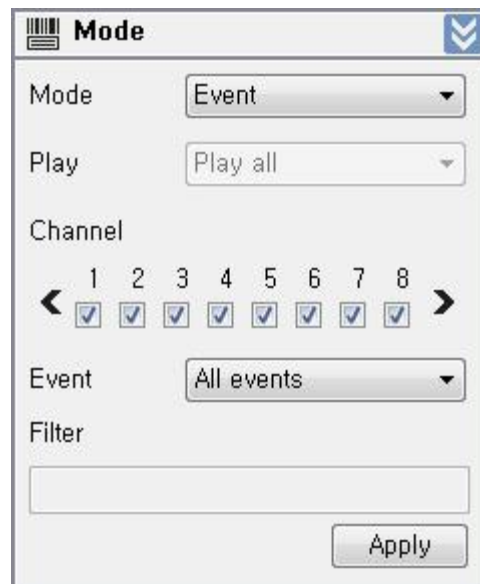 Mode
Mode Event
Play Play all
Channel
1 2 3 4 5 6 7 8
Event All events
Filter
Apply